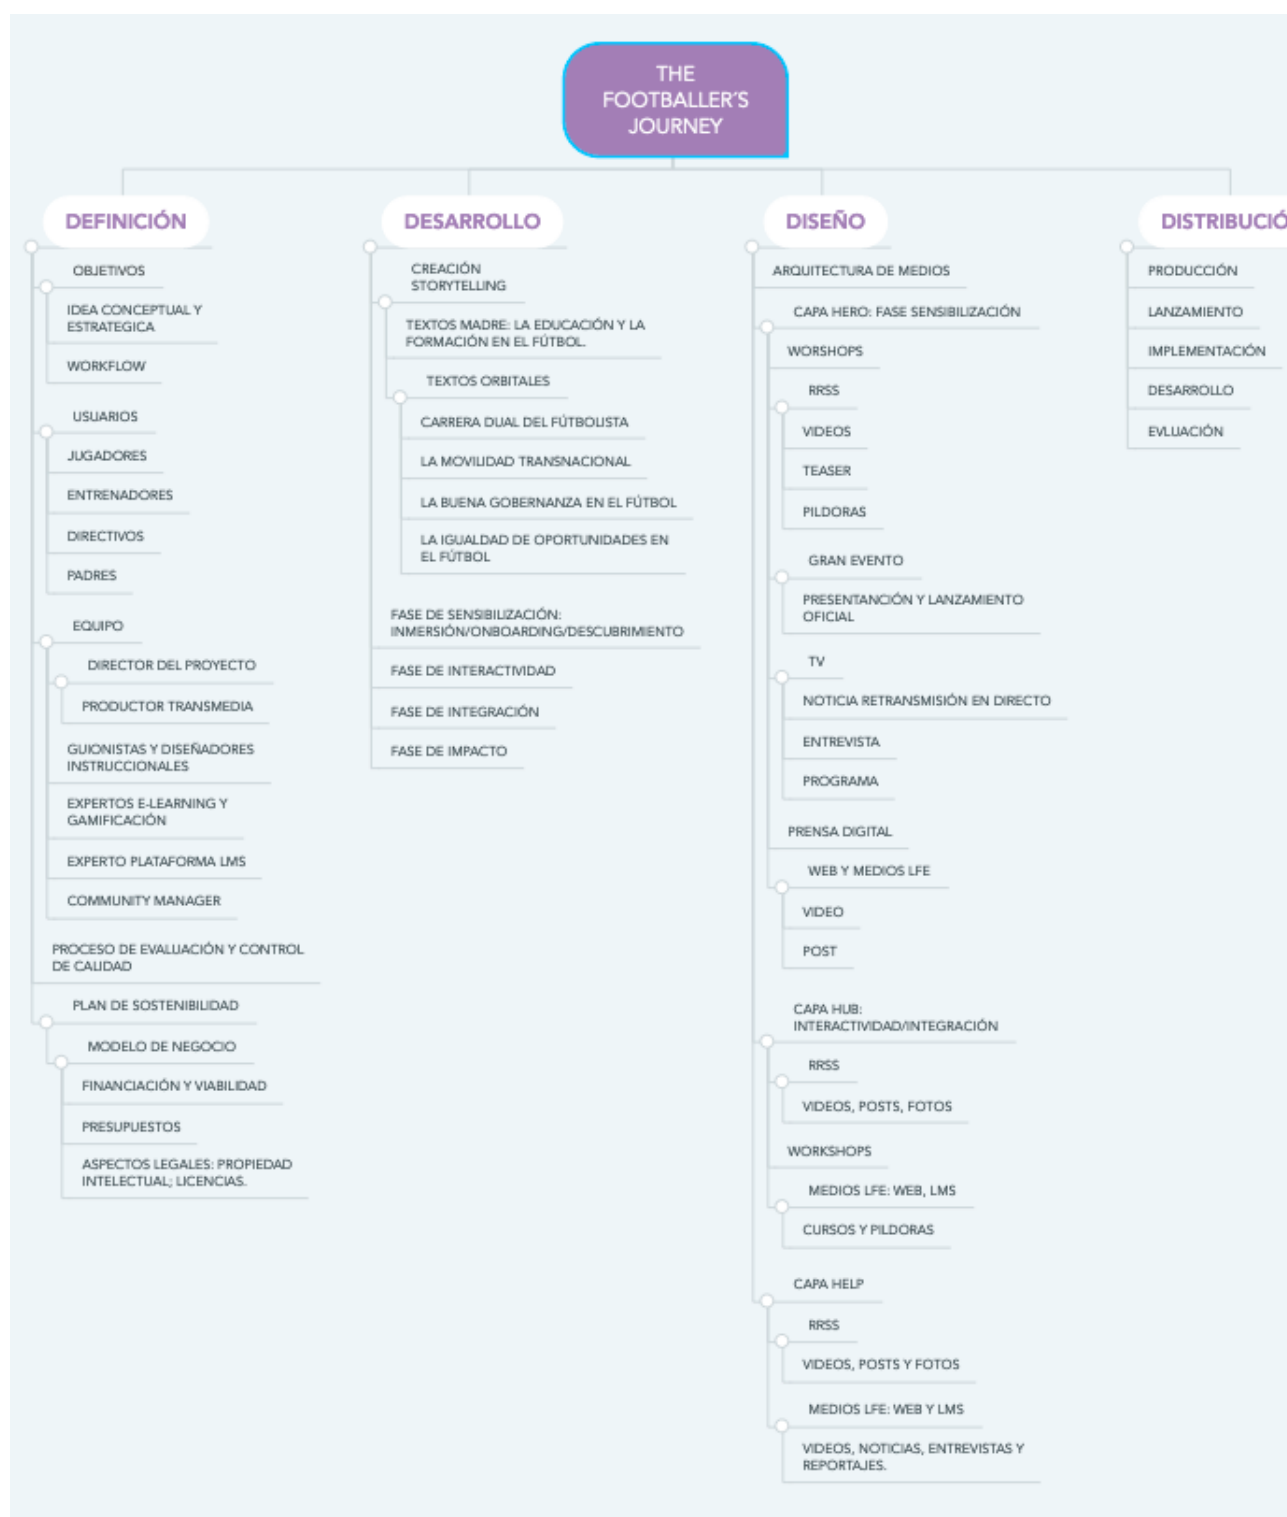 THE
FOOTBALLER'S
JOURNEY
DEFINICIÓN
OBJETIVOS
IDEA CONCEPTUAL Y
ESTRATEGICA
WORKFLOW
USUARIOS
JUGADORES
ENTRENADORES
DIRECTIVOS
PADRES
EQUIPO
DIRECTOR DEL PROYECTO
PRODUCTOR TRANSMEDIA
GUIONISTAS Y DISEÑADORES
INSTRUCCIONALES
EXPERTOS E-LEARNING Y
GAMIFICACIÓN
EXPERTO PLATAFORMA LMS
COMMUNITY MANAGER
PROCESO DE EVALUACIÓN Y CONTROL
DE CALIDAD
PLAN DE SOSTENIBILIDAD
MODELO DE NEGOCIO
FINANCIACIÓN Y VIABILIDAD
PRESUPUESTOS
ASPECTOS LEGALES: PROPIEDAD
INTELECTUAL; LICENCIAS.
DESARROLLO
CREACIÓN
STORYTELLING
TEXTOS MADRE: LA EDUCACIÓN Y LA
FORMACIÓN EN EL FÚTBOL.
TEXTOS ORBITALES
CARRERA DUAL DEL FÚTBOLISTA
LA MOVILIDAD TRANSNACIONAL
LA BUENA GOBERNANZA EN EL FÚTBOL
LA IGUALDAD DE OPORTUNIDADES EN
EL FÚTBOL
FASE DE SENSIBILIZACIÓN:
INMERSIÓN/ONBOARDING/DESCUBRIMIENTO
FASE DE INTERACTIVIDAD
FASE DE INTEGRACIÓN
FASE DE IMPACTO
DISEÑO
ARQUITECTURA DE MEDIOS
CAPA HERO: FASE SENSIBILIZACIÓN
WORSHOPS
RRSS
VIDEOS
TEASER
PILDORAS
GRAN EVENTO
PRESENTANCIÓN Y LANZAMIENTO
OFICIAL
TV
NOTICIA RETRANSMISIÓN EN DIRECTO
ENTREVISTA
PROGRAMA
PRENSA DIGITAL
WEB Y MEDIOS LFE
VIDEO
POST
CAPA HUB:
INTERACTIVIDAD/INTEGRACIÓN
RRSS
VIDEOS, POSTS, FOTOS
WORKSHOPS
MEDIOS LFE: WEB, LMS
CURSOS Y PILDORAS
CAPA HELP
RRSS
VIDEOS, POSTS Y FOTOS
MEDIOS LFE: WEB Y LMS
VIDEOS, NOTICIAS, ENTREVISTAS Y
REPORTAJES.
DISTRIBUCIÓ
PRODUCCIÓN
LANZAMIENTO
IMPLEMENTACIÓN
DESARROLLO
EVLUACIÓN